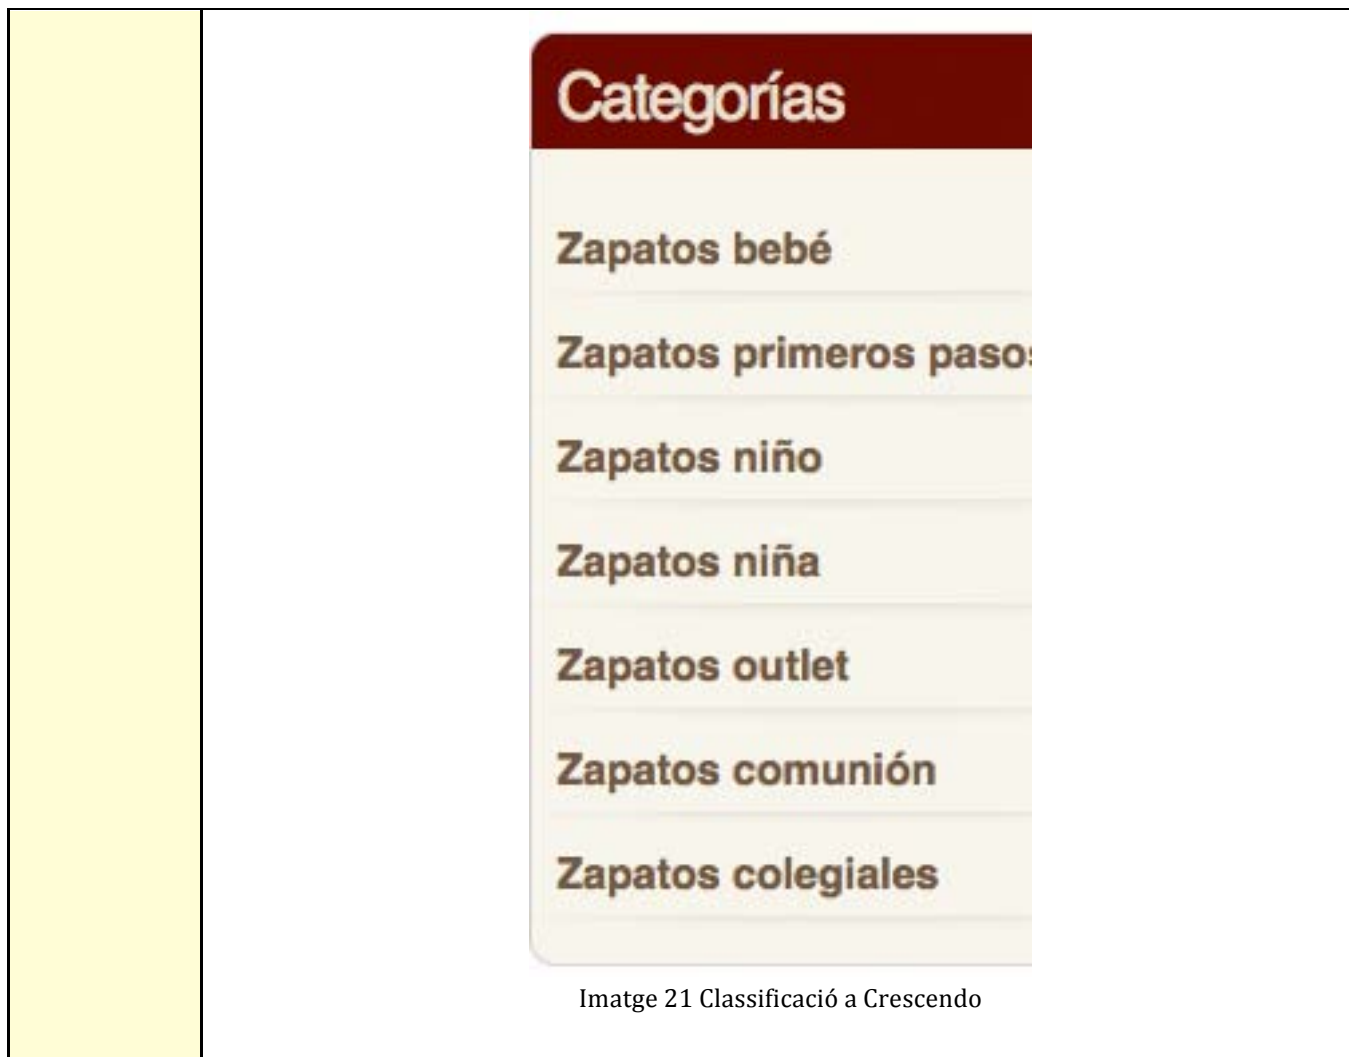 Categorías
Zapatos bebé
Zapatos primeros pasos
Zapatos niño
Zapatos niña
Zapatos outlet
Zapatos comunión
Zapatos colegiales
Imatge 21 Classificació a Crescendo